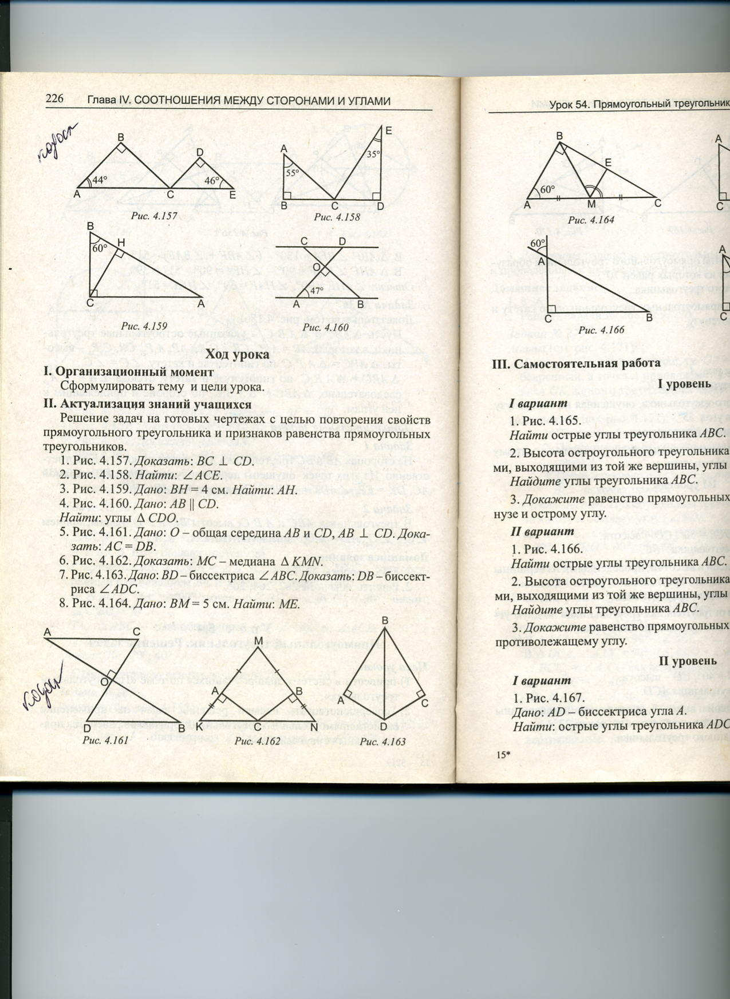 226 Глава IV. СООТНОШЕНИЯ МЕЖДУ СТОРОНАМИ И УГЛАМИ
B
D
44°
46°
A
C
E
Рис. 4.157
E
A
35°
55°
B
C
D
Рис. 4.158
B
H
60°
C
A
Рис. 4.159
C
D
O
47°
A
B
Рис. 4.160
Ход урока
I. Организационный момент
Сформулировать тему и цели урока.
II. Актуализация знаний учащихся
Решение задач на готовых чертежах с целью повторения свойств
прямоугольного треугольника и признаков равенства прямоугольных
треугольников.
1. Рис. 4.157. Доказать: BC ⊥ CD.
2. Рис. 4.158. Найти: ∠ACE.
3. Рис. 4.159. Дано: BH = 4 см. Найти: AH.
4. Рис. 4.160. Дано: AB || CD.
Найти: углы Δ CDO.
5. Рис. 4.161. Дано: O – общая середина AB и CD, AB ⊥ CD. Дока-
зать: AC = DB.
6. Рис. 4.162. Доказать: MC – медиана Δ KMN.
7. Рис. 4.163. Дано: BD – биссектриса ∠ABC. Доказать: DB – биссект-
риса ∠ADC.
8. Рис. 4.164. Дано: BM = 5 см. Найти: ME.
A
C
O
D
B
Рис. 4.161
M
A
B
K
C
N
Рис. 4.162
B
A
C
D
Рис. 4.163
Урок 54. Прямоугольный треугольник
B
E
60°
A
M
C
Рис. 4.164
A
C
60°
A
C
B
Рис. 4.166
A
C
III. Самостоятельная работа
I уровень
I вариант
1. Рис. 4.165.
Найти острые углы треугольника ABC.
2. Высота остроугольного треугольника
ми, выходящими из той же вершины, углы
Найдите углы треугольника ABC.
3. Докажите равенство прямоугольных
нузе и острому углу.
II вариант
1. Рис. 4.166.
Найти острые углы треугольника ABC.
2. Высота остроугольного треугольника
ми, выходящими из той же вершины, углы
Найдите углы треугольника ABC.
3. Докажите равенство прямоугольных
противолежащему углу.
II уровень
I вариант
1. Рис. 4.167.
Дано: AD – биссектриса угла A.
Найти: острые углы треугольника ADC
15*